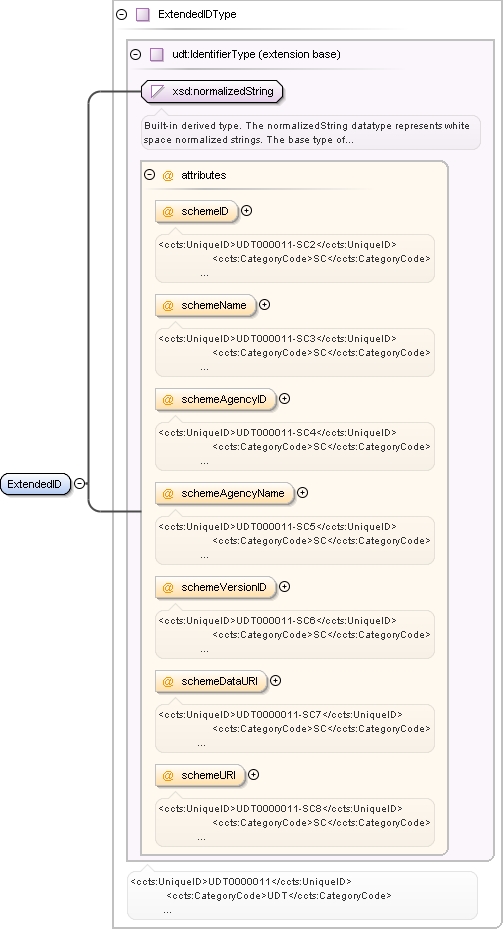 ExtendedIDType
udt:IdentifierType (extension base)
xsd:normalizedString
Built-in derived type. The normalizedString datatype represents white
space normalized strings. The base type of...
@ attributes
@ schemeID
<ccts:UniqueID>UDT000011-SC2</ccts:UniqueID>
<ccts:CategoryCode>SC</ccts:CategoryCode>
...
@ schemeName
<ccts:UniqueID>UDT000011-SC3</ccts:UniqueID>
<ccts:CategoryCode>SC</ccts:CategoryCode>
...
@ schemeAgencyID
<ccts:UniqueID>UDT000011-SC4</ccts:UniqueID>
<ccts:CategoryCode>SC</ccts:CategoryCode>
...
ExtendedID
@ schemeAgencyName
<ccts:UniqueID>UDT000011-SC5</ccts:UniqueID>
<ccts:CategoryCode>SC</ccts:CategoryCode>
...
@ schemeVersionID
<ccts:UniqueID>UDT000011-SC6</ccts:UniqueID>
<ccts:CategoryCode>SC</ccts:CategoryCode>
...
@ schemeDataURI
<ccts:UniqueID>UDT0000011-SC7</ccts:UniqueID>
<ccts:CategoryCode>SC</ccts:CategoryCode>
...
@ schemeURI
<ccts:UniqueID>UDT0000011-SC8</ccts:UniqueID>
<ccts:CategoryCode>SC</ccts:CategoryCode>
...
<ccts:UniqueID>UDT0000011</ccts:UniqueID>
<ccts:CategoryCode>UDT</ccts:CategoryCode>
...